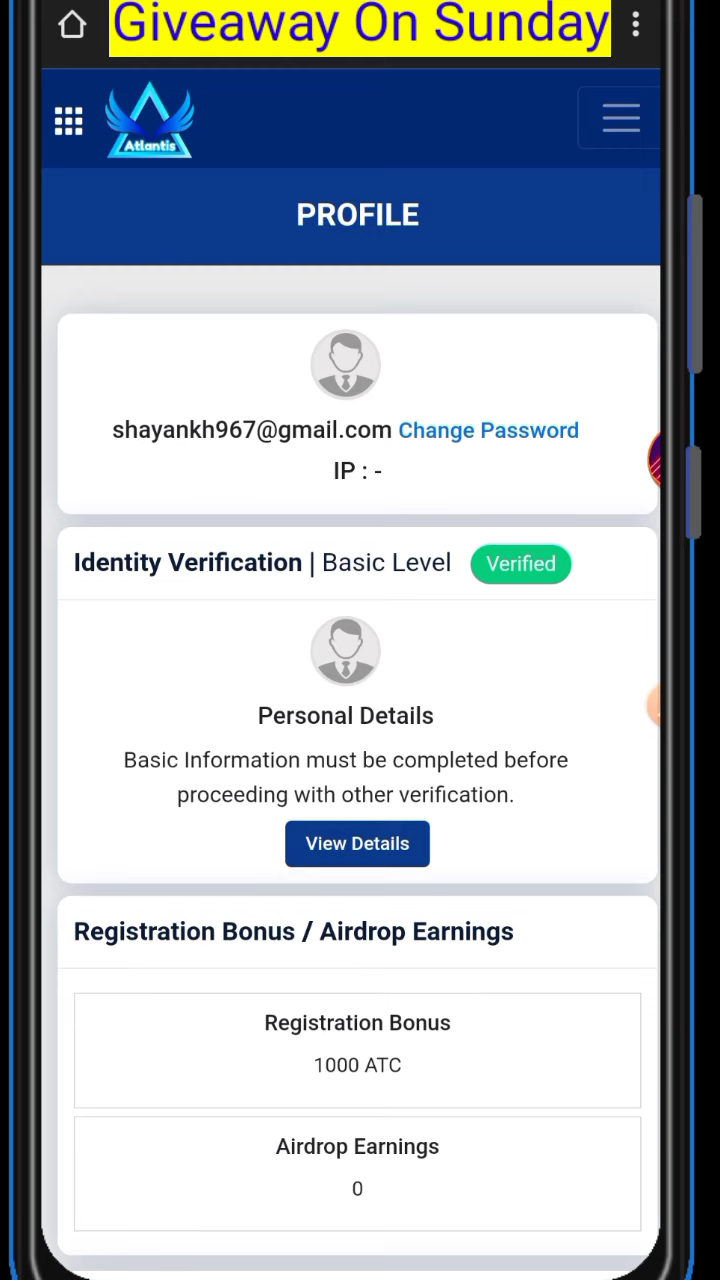 Giveaway On Sunday
Atlantis
PROFILE
shayankh967@gmail.com Change Password
IP : -
Identity Verification | Basic Level Verified
Personal Details
Basic Information must be completed before
proceeding with other verification.
View Details
Registration Bonus / Airdrop Earnings
Registration Bonus
1000 ATC
Airdrop Earnings
0